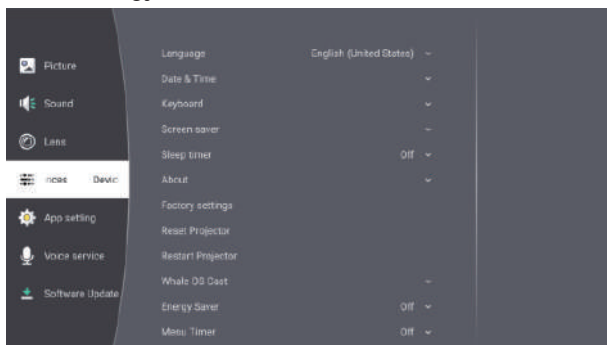 Picture
Sound
Lens
nces Devic
App setting
Voice service
Software Update
Language English (United States)
Date & Time
Keyboard
Screen saver
Sleep timer Off
About
Factory settings
Reset Projector
Restart Projector
Whale OS Cast
Energy Saver Off
Menu Timer Off